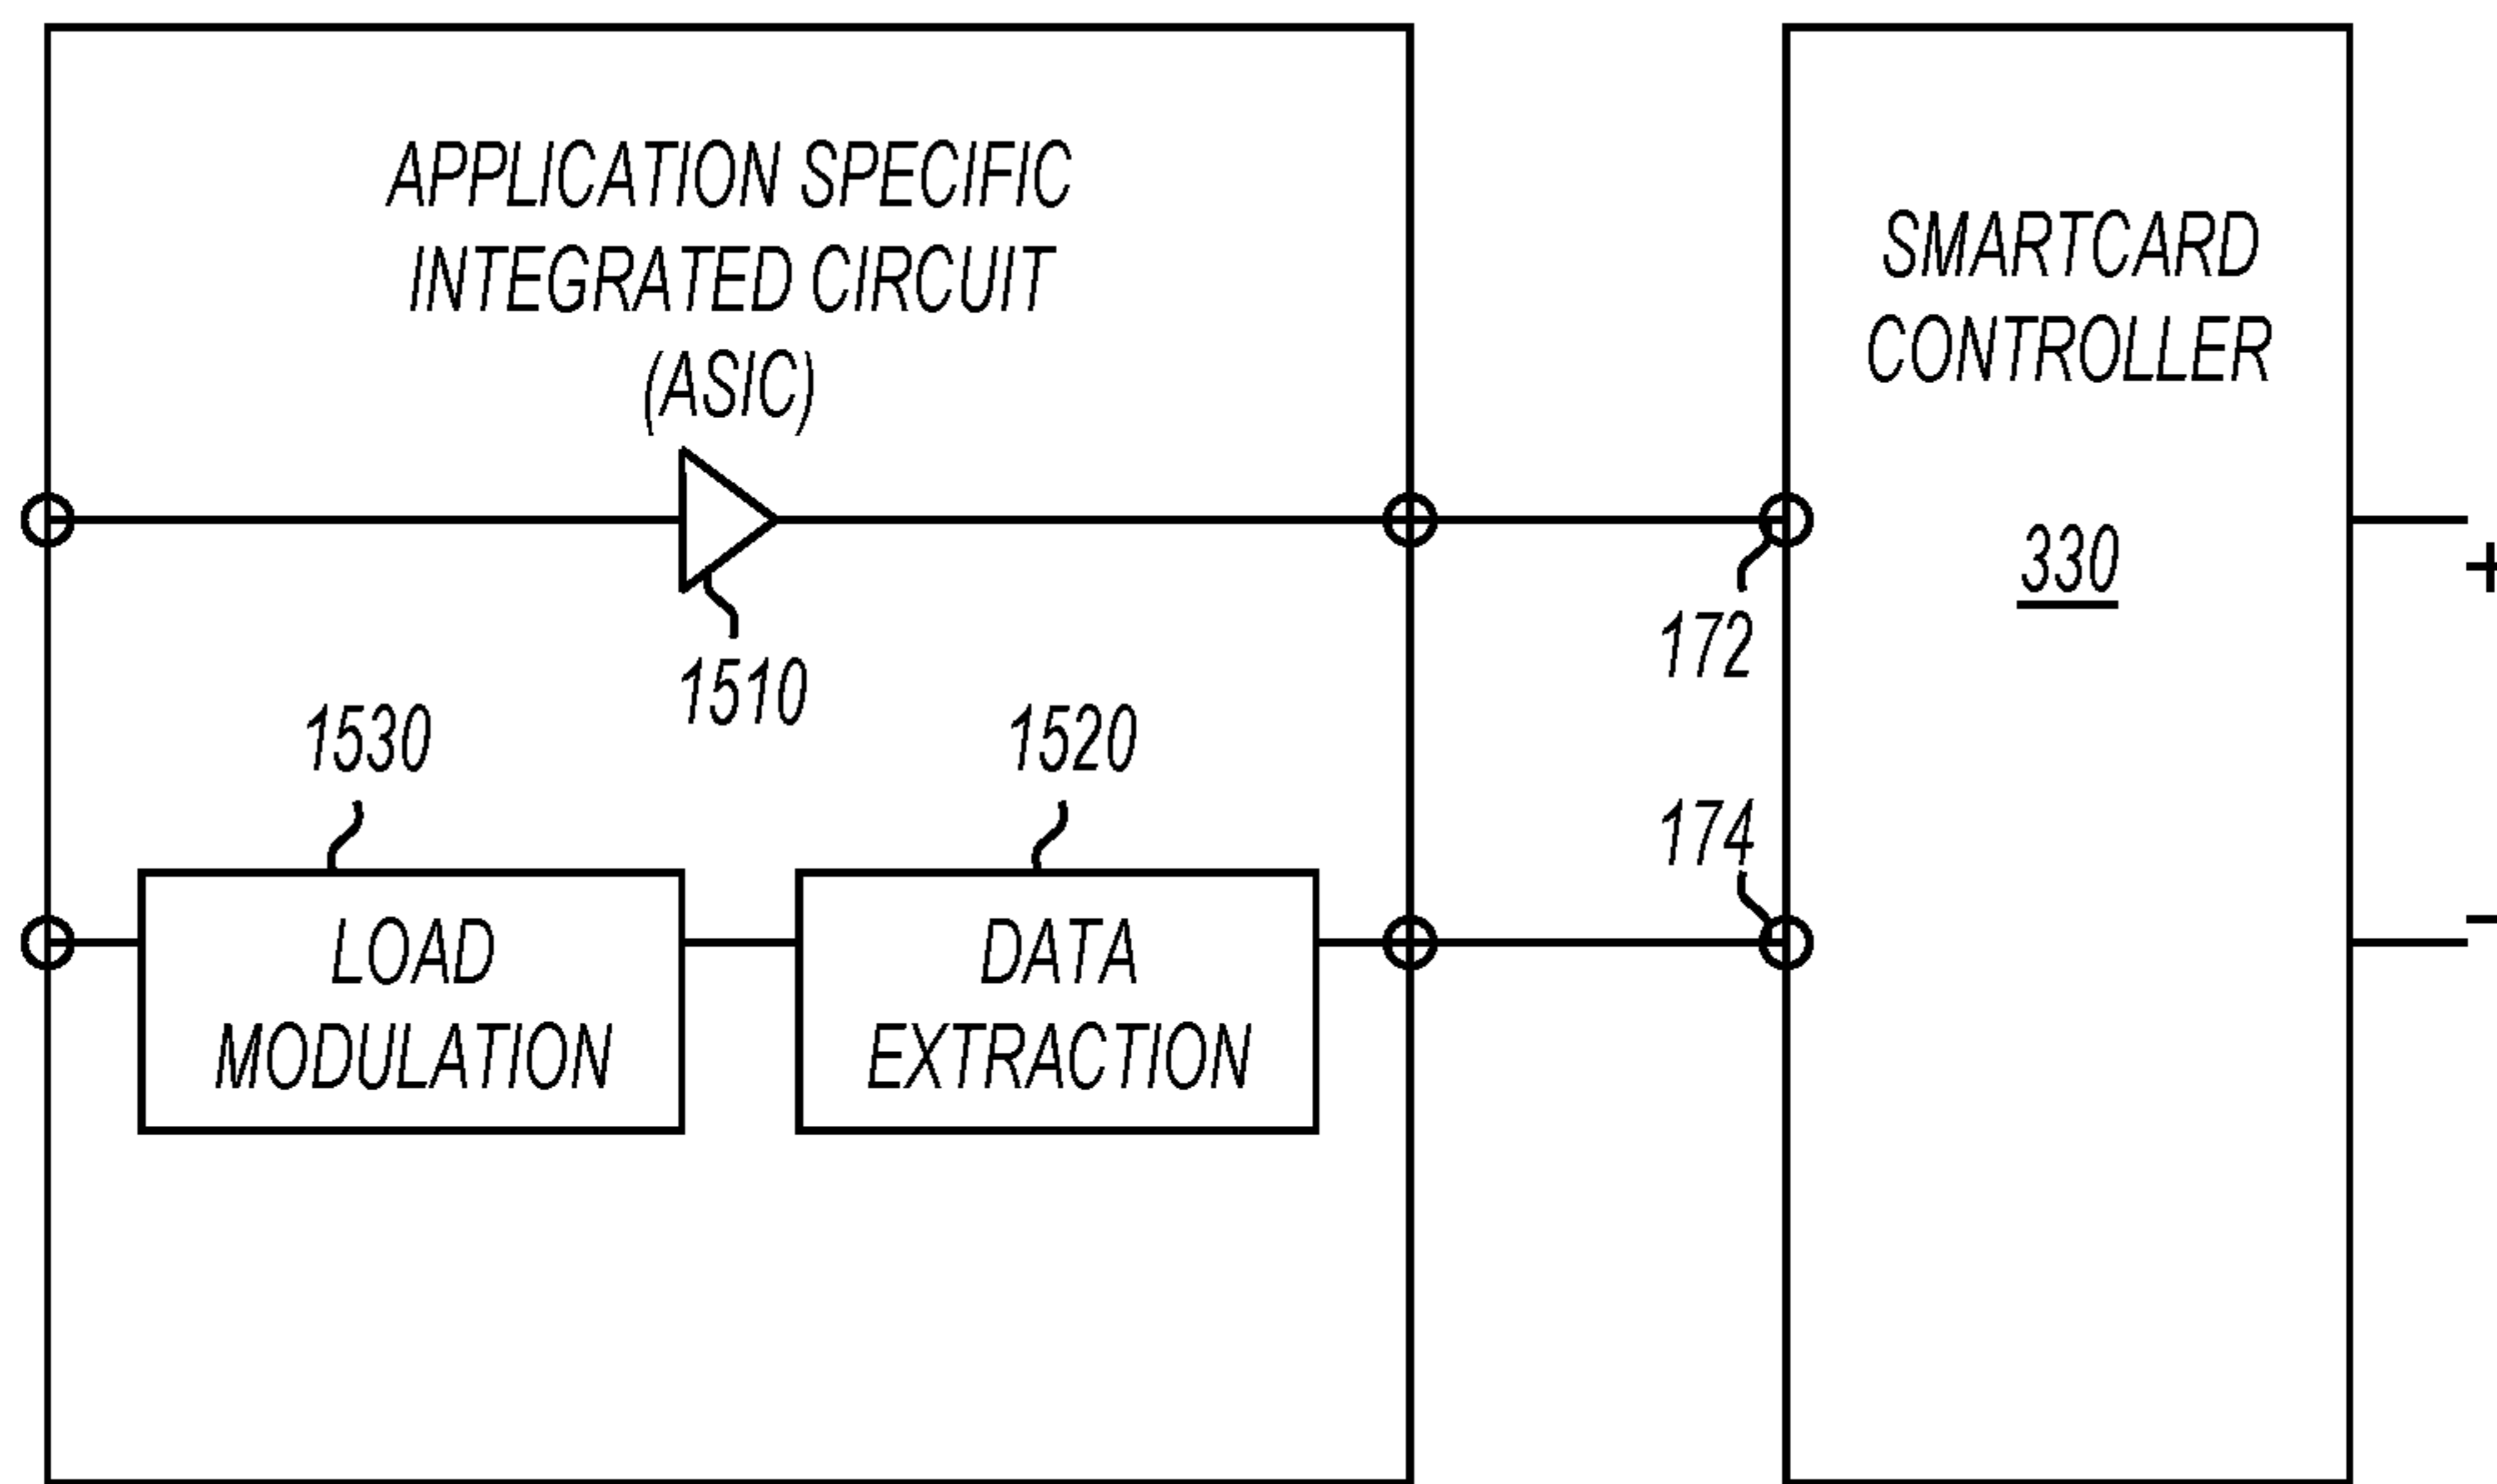 APPLICATION SPECIFIC
INTEGRATED CIRCUIT
(ASIC)
SMARTCARD
CONTROLLER
330
+
172
1510
1530
1520
174
-
LOAD
MODULATION
DATA
EXTRACTION